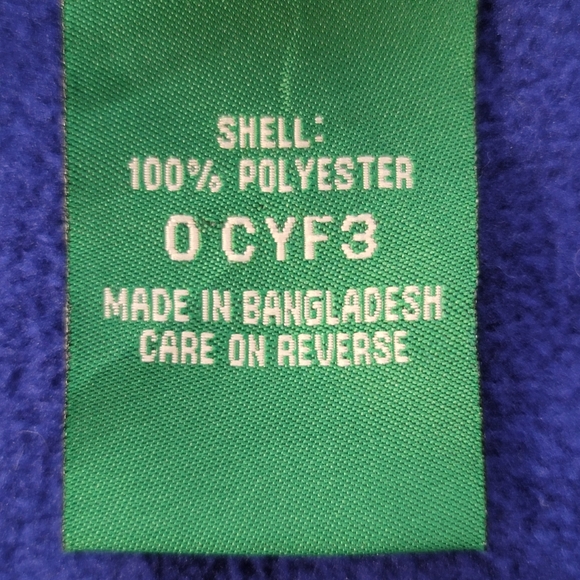 SHELL:
100% POLYESTER
0 CYF3
MADE IN BANGLADESH
CARE ON REVERSE